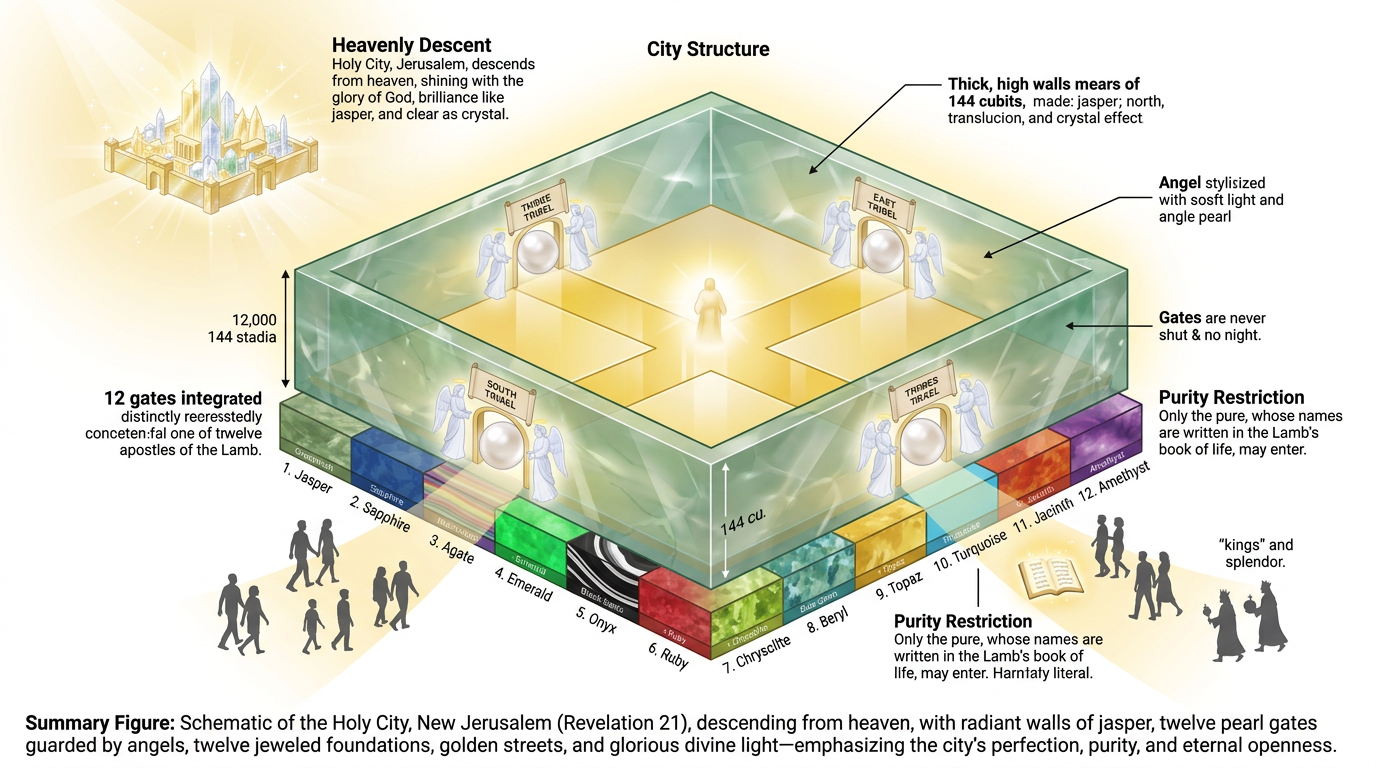 Heavenly Descent
Holy City, Jerusalem, descends
from heaven, shining with the
glory of God, brilliance like
jasper, and clear as crystal.
City Structure
Thick, high walls mears of
144 cubits, made: jasper; north,
translucion, and crystal effect
Angel stylisized
with sosft light and
angle pearl
EAST
TRIBEL
SOUTH
12,000
144 stadia
Gates are never
shut & no night.
12 gates integrated
distinctly recresstedly
conceten:fal one of trwelve
apostles of the Lamb.
Purity Restriction
Only the pure, whose names
are written in the Lamb's
book of life, may enter.
144 cu.
Sapphire
Amethyst
Ruby
1. Jasper
2. Sapphire
3. Agate
4. Emerald
5. Onyx
6. Ruby
7. Chrysclite
8. Beryl
9. Topaz
10. Turquoise
11. Jacinth
12. Amethyst
"kings" and
splendor.
Purity Restriction
Only the pure, whose names are
written in the Lamb's book of
life, may enter. Harnfaly literal.
Summary Figure: Schematic of the Holy City, New Jerusalem (Revelation 21), descending from heaven, with radiant walls of jasper, twelve pearl gates
guarded by angels, twelve jeweled foundations, golden streets, and glorious divine light—emphasizing the city's perfection, purity, and eternal openness.